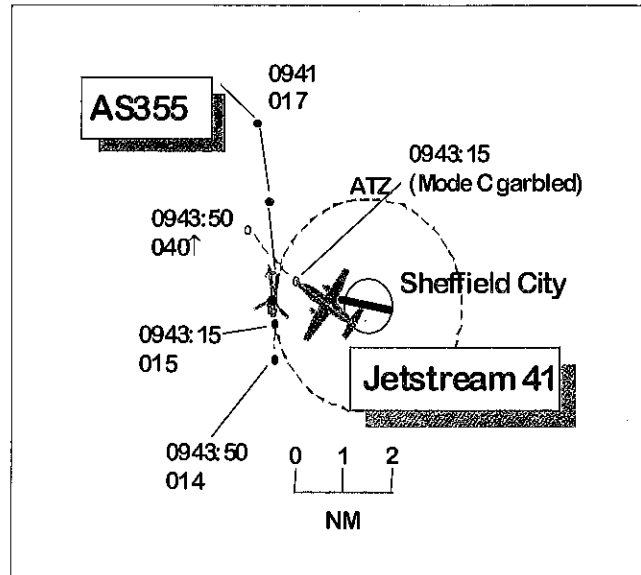 0941
017
AS355
0943:15
(Mode C garbled)
ATZ
0943:50
040↑
Sheffield City
0943:15
015
Jetstream 41
0943:50
014
0 1 2
NM